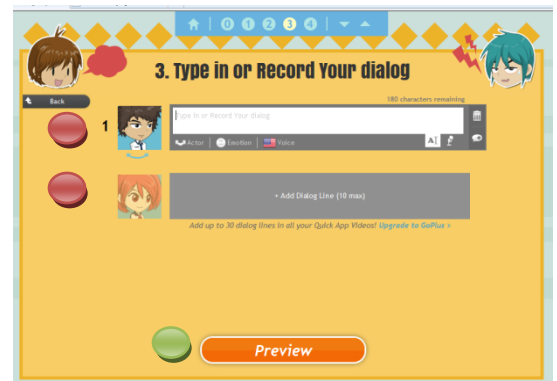 0 1 2 3 4
3. Type in or Record Your dialog
180 characters remaining
Back
1
Type in or Record Your dialog
Actor Emotion Voice
AI
+ Add Dialog Line (10 max)
Add up to 30 dialog lines in all your Quick App Videos! Upgrade to GoPlus >
Preview